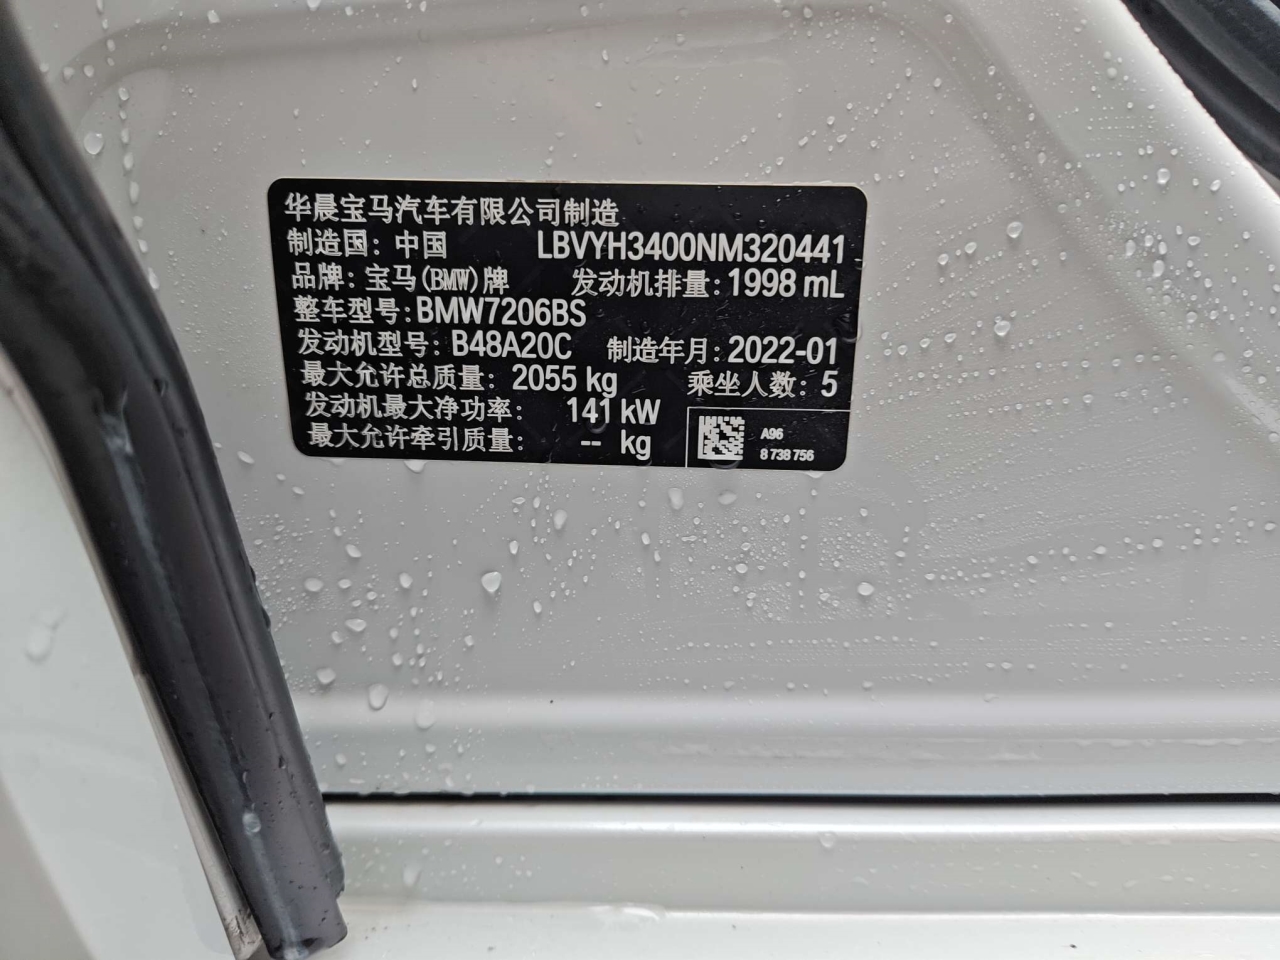 华晨宝马汽车有限公司制造
制造国: 中国 LBVYH3400NM320441
品牌: 宝马(BMW)牌 发动机排量: 1998 mL
整车型号: BMW7206BS
发动机型号: B48A20C 制造年月: 2022-01
最大允许总质量: 2055 kg 乘坐人数: 5
发动机最大净功率: 141 kW
最大允许牵引质量: -- kg
A96
8 738 756